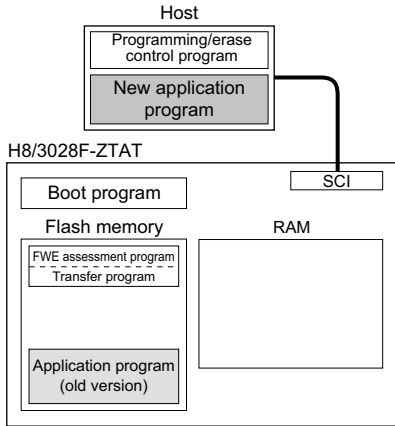 Host
Programming/erase
control program
New application
program
H8/3028F-ZTAT
SCI
Boot program
Flash memory
RAM
FWE assessment program
Transfer program
Application program
(old version)